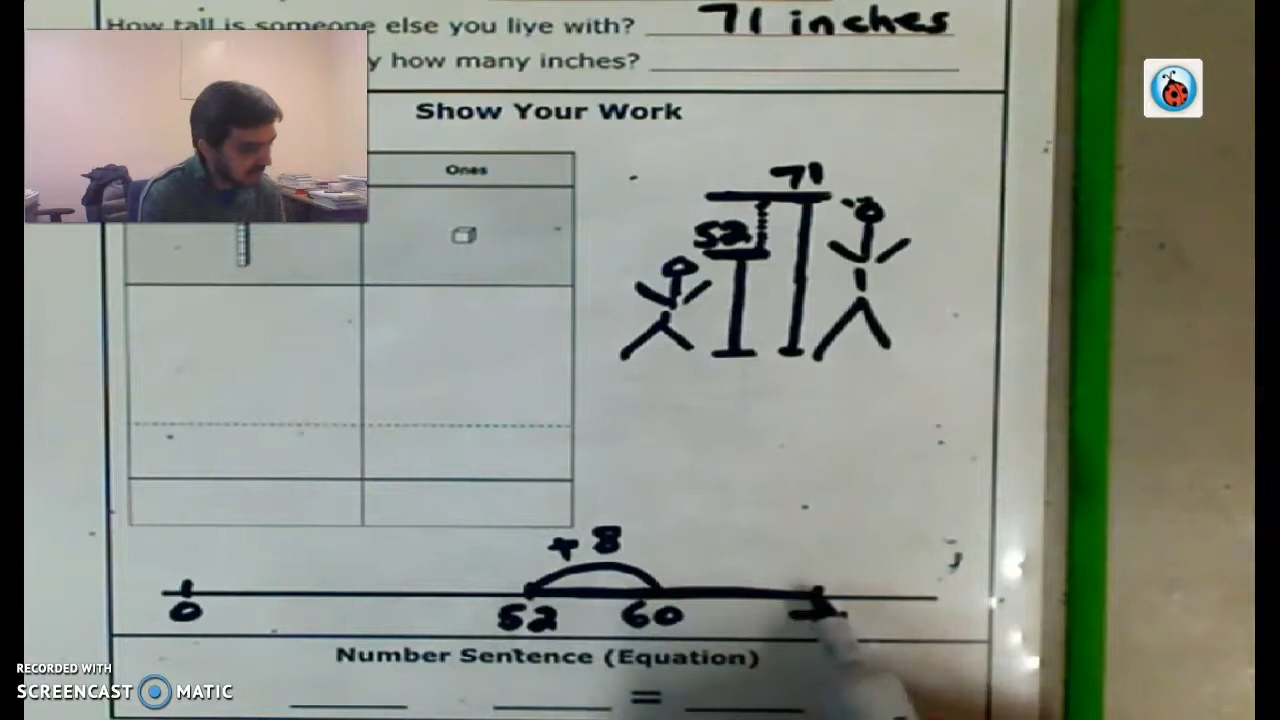 How tall is someone else you live with? 71 inches
y how many inches?
Show Your Work
Ones
71
52
+ 8
0 52 60
Number Sentence (Equation)
=
RECORDED WITH
SCREENCAST MATIC